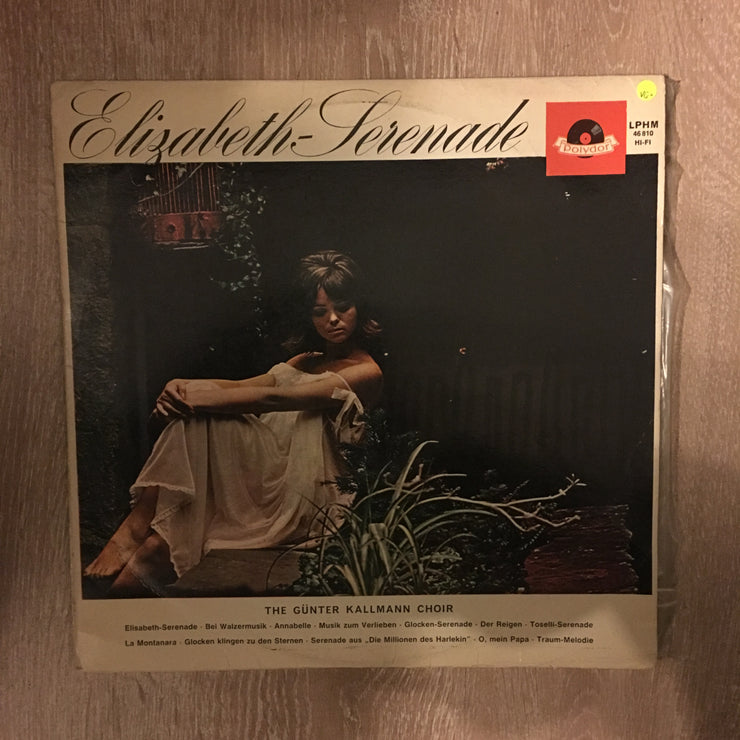 Elizabeth-Serenade
VG-
Polydor
LPHM
46 810
HI-FI
THE GÜNTER KALLMANN CHOIR
Elisabeth-Serenade · Bei Walzermusik · Annabelle · Musik zum Verlieben · Glocken-Serenade · Der Reigen · Toselli-Serenade
La Montanara · Glocken klingen zu den Sternen · Serenade aus „Die Millionen des Harlekin" · O, mein Papa · Traum-Melodie